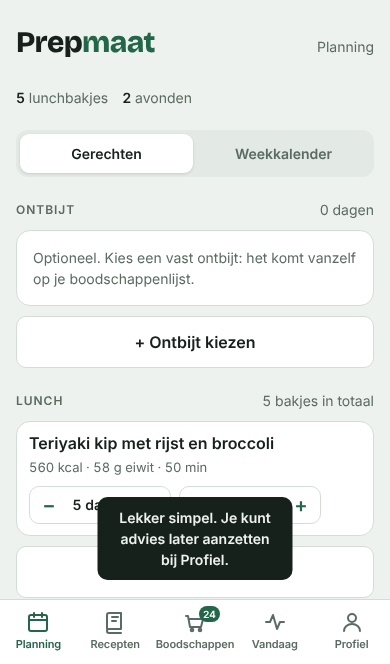 Prepmaat
Planning
5 lunchbakjes 2 avonden
Gerechten
Weekkalender
ONTBIJT
0 dagen
Optioneel. Kies een vast ontbijt: het komt vanzelf
op je boodschappenlijst.
+ Ontbijt kiezen
LUNCH
5 bakjes in totaal
Teriyaki kip met rijst en broccoli
560 kcal · 58 g eiwit · 50 min
− 5 +
Lekker simpel. Je kunt
advies later aanzetten
bij Profiel.
24
Planning
Recepten
Boodschappen
Vandaag
Profiel